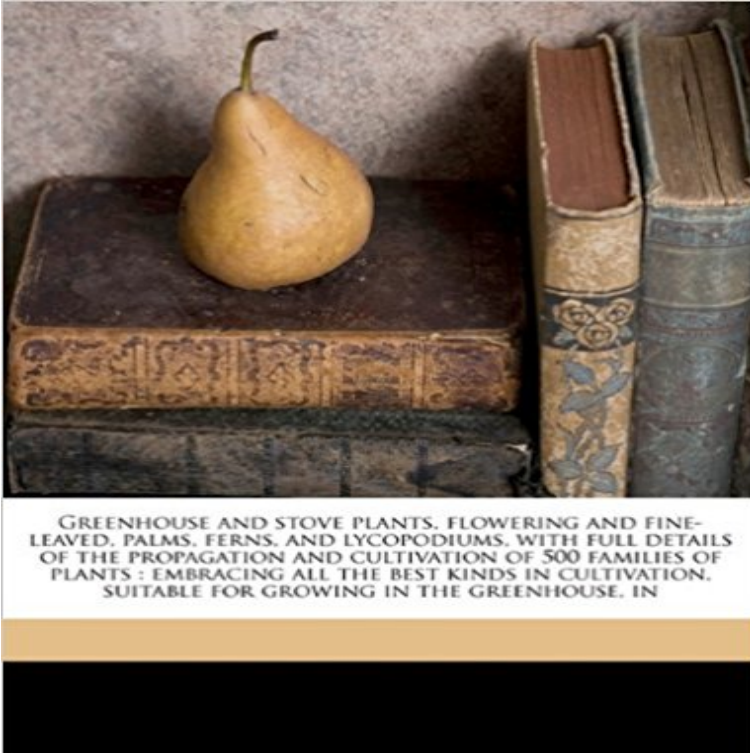 Greenhouse and stove plants, flowering and fine-
leaved, palms, ferns, and lycopodiums, with full details
of the propagation and cultivation of 500 families of
plants : embracing all the best kinds in cultivation,
suitable for growing in the greenhouse, in